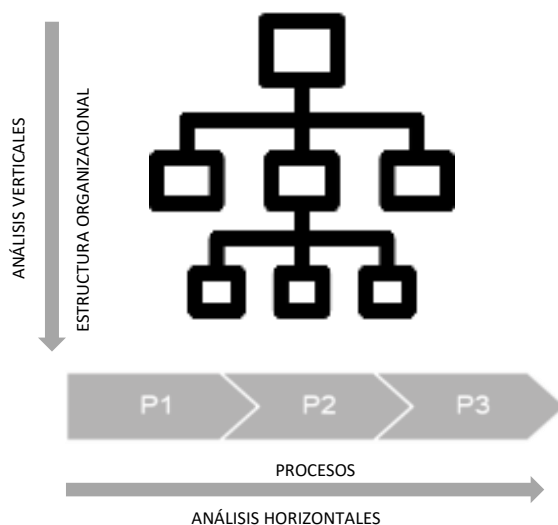 ANÁLISIS VERTICALES
ESTRUCTURA ORGANIZACIONAL
P1
P2
P3
PROCESOS
ANÁLISIS HORIZONTALES